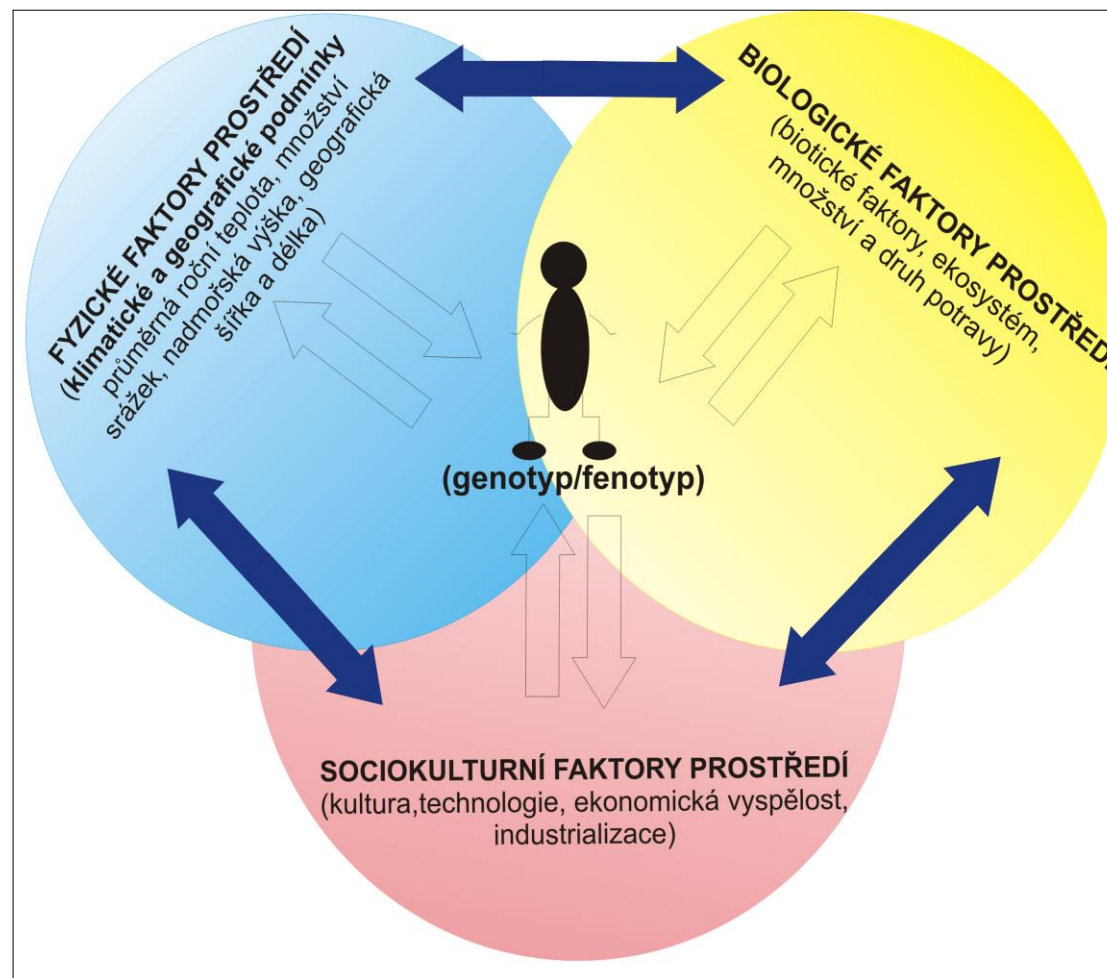 FYZICKÉ FAKTORY PROSTŘEDÍ
(klimatické a geografické podmínky
průměrná roční teplota, množství
srážek, nadmořská výška, geografická
šířka a délka)
BIOLOGICKÉ FAKTORY PROSTŘEDÍ
(biotické faktory, ekosystém,
množství a druh potravy)
(genotyp/fenotyp)
SOCIOKULTURNÍ FAKTORY PROSTŘEDÍ
(kultura,technologie, ekonomická vyspělost,
industrializace)